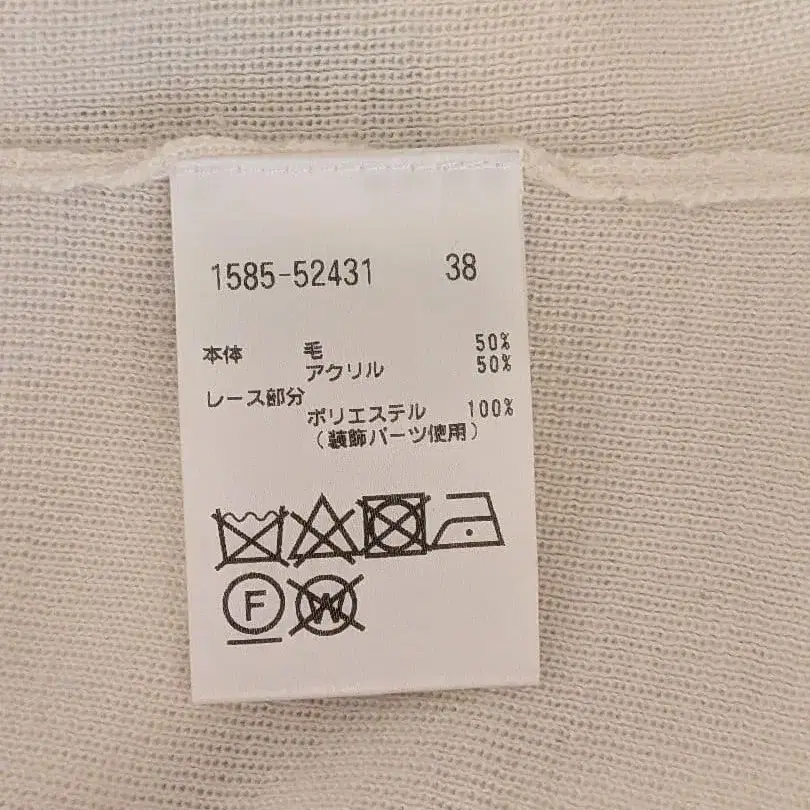 1585-52431 38
本体 毛 50%
アクリル 50%
レース部分
ポリエステル 100%
(装飾パーツ使用)
F W